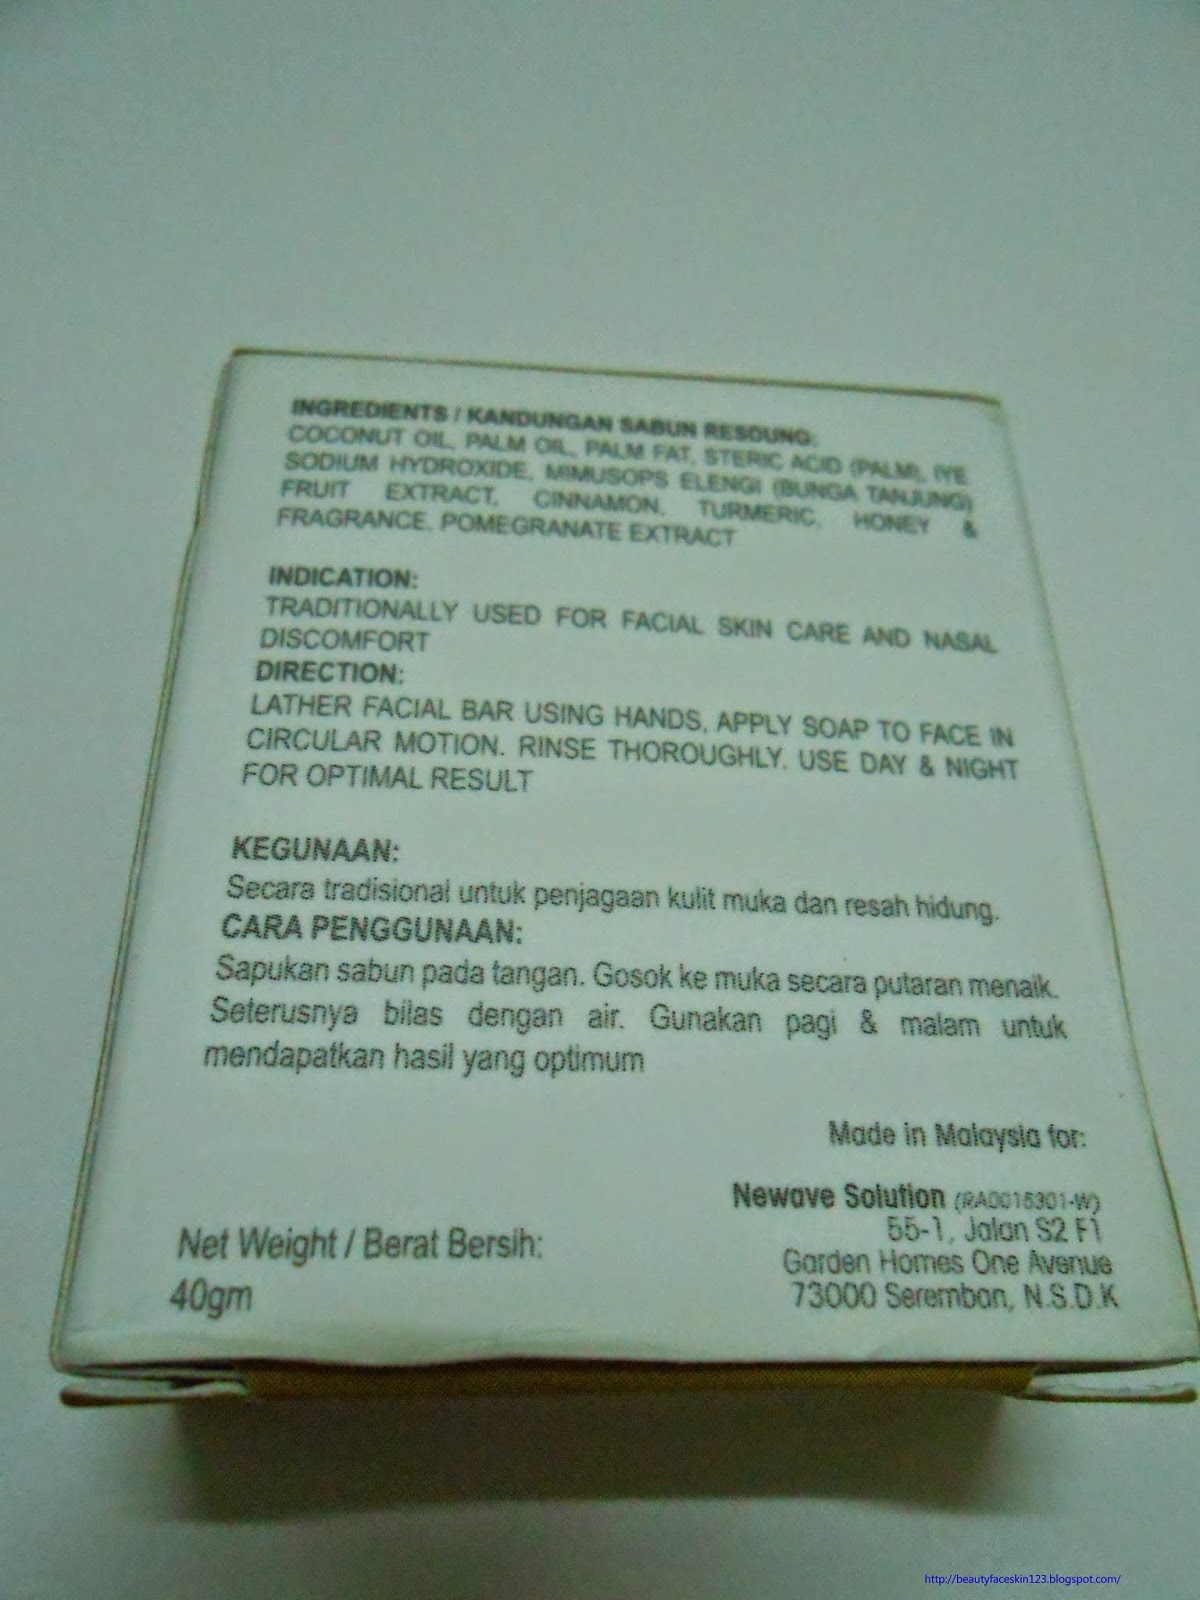 INGREDIENTS / KANDUNGAN SABUN RESDUNG:
COCONUT OIL, PALM OIL, PALM FAT, STERIC ACID (PALM), IYE
SODIUM HYDROXIDE, MIMUSOPS ELENGI (BUNGA TANJUNG)
FRUIT EXTRACT, CINNAMON, TURMERIC, HONEY &
FRAGRANCE, POMEGRANATE EXTRACT
INDICATION:
TRADITIONALLY USED FOR FACIAL SKIN CARE AND NASAL
DISCOMFORT
DIRECTION:
LATHER FACIAL BAR USING HANDS, APPLY SOAP TO FACE IN
CIRCULAR MOTION. RINSE THOROUGHLY. USE DAY & NIGHT
FOR OPTIMAL RESULT
KEGUNAAN:
Secara tradisional untuk penjagaan kulit muka dan resah hidung.
CARA PENGGUNAAN:
Sapukan sabun pada tangan. Gosok ke muka secara putaran menaik.
Seterusnya bilas dengan air. Gunakan pagi & malam untuk
mendapatkan hasil yang optimum
Made in Malaysia for:
Newave Solution (RA0015301-W)
55-1, Jalan S2 F1
Garden Homes One Avenue
73000 Seremban, N.S.D.K
Net Weight / Berat Bersih:
40gm
http://beautyfaceskin123.blogspot.com/